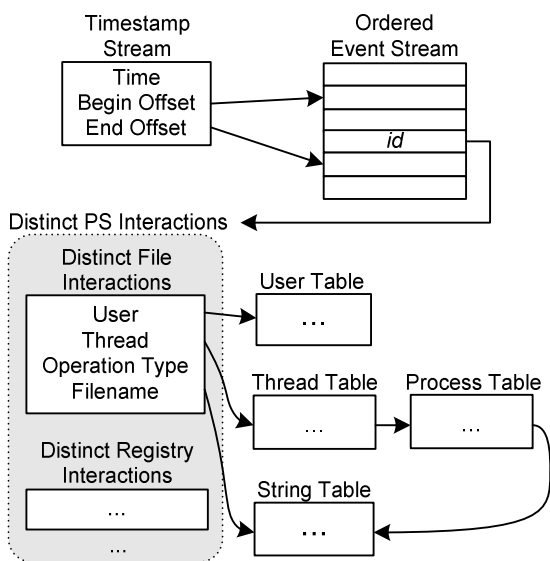 Timestamp
Stream
Time
Begin Offset
End Offset
Ordered
Event Stream
id
Distinct PS Interactions
Distinct File
Interactions
User
Thread
Operation Type
Filename
Distinct Registry
Interactions
...
...
User Table
...
Thread Table
...
Process Table
...
String Table
...